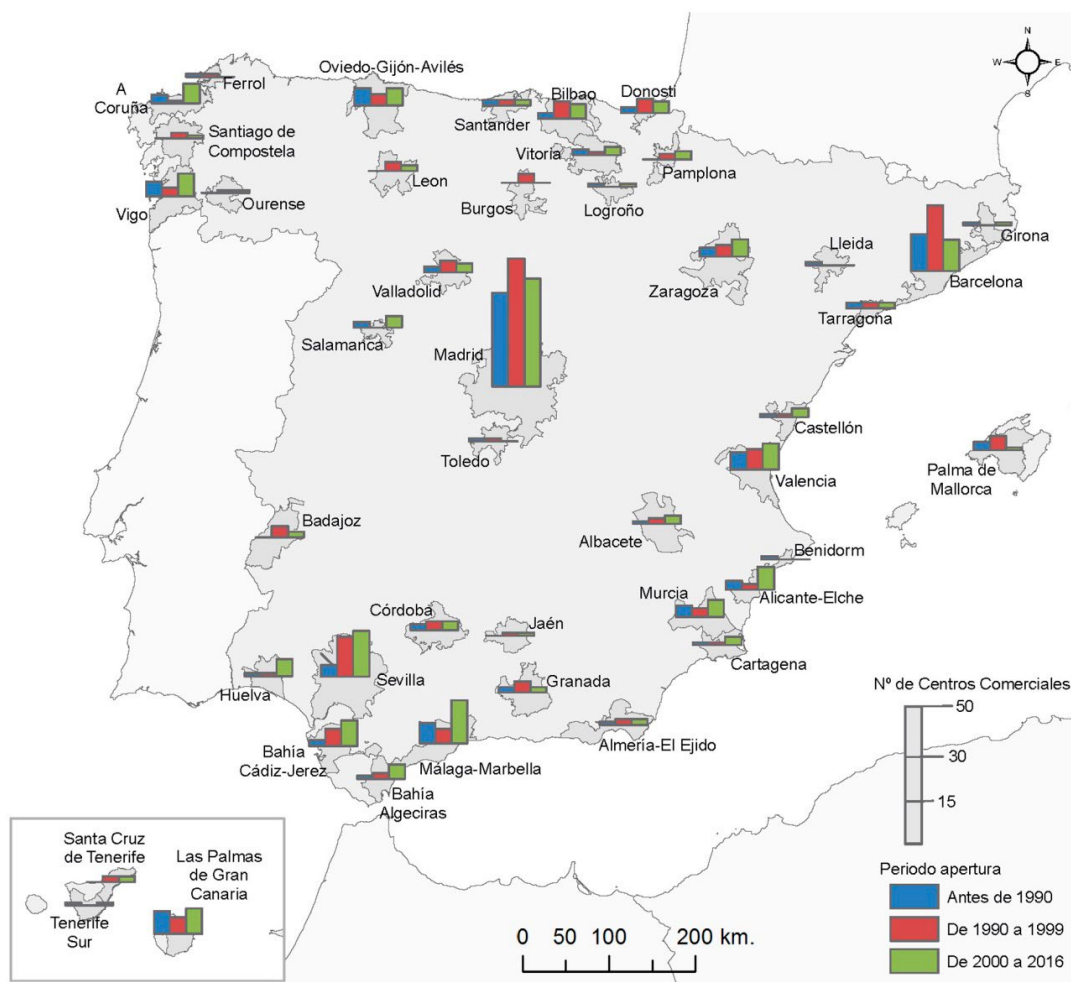 N
W E
S
Ferrol
A
Coruña
Oviedo-Gijón-Avilés
Santander
Bilbao
Donosti
Santiago de
Compostela
Vitoria
Pamplona
Leon
Vigo
Ourense
Burgos
Logroño
Lleida
Girona
Valladolid
Zaragoza
Barcelona
Salamanca
Madrid
Tarragona
Toledo
Castellón
Valencia
Palma de
Mallorca
Badajoz
Albacete
Benidorm
Murcia
Alicante-Elche
Córdoba
Jaén
Cartagena
Huelva
Sevilla
Granada
Almería-El Ejido
Bahía
Cádiz-Jerez
Málaga-Marbella
Bahía
Algeciras
Nº de Centros Comerciales
50
30
15
Santa Cruz
de Tenerife
Las Palmas
de Gran
Canaria
Tenerife
Sur
Periodo apertura
Antes de 1990
De 1990 a 1999
De 2000 a 2016
0 50 100 200 km.